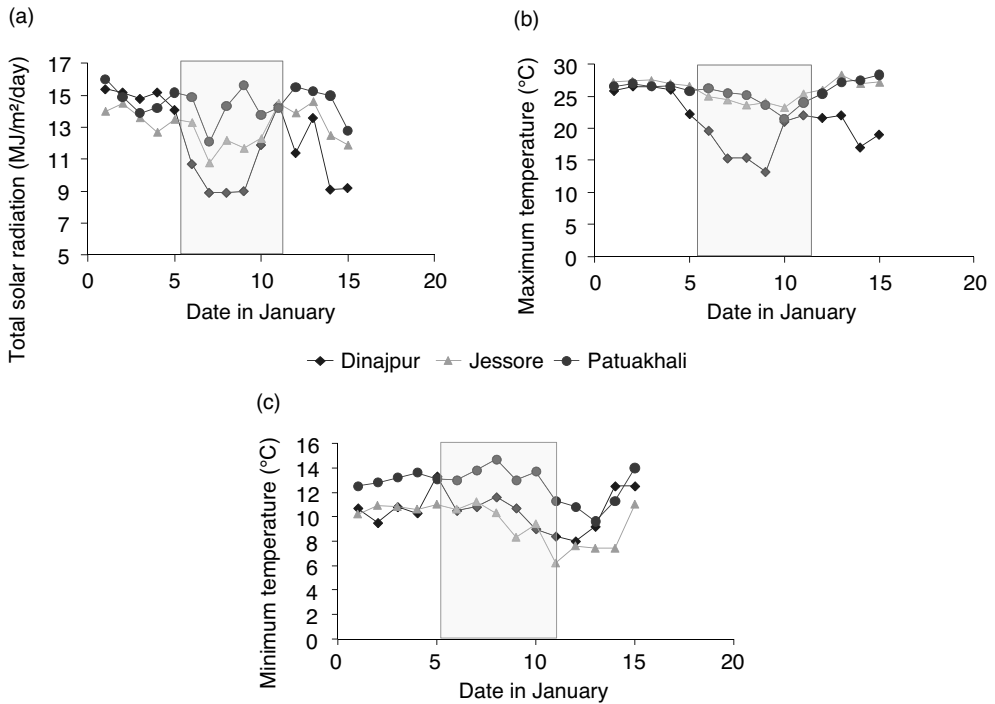 (a)
Total solar radiation (MJ/m²/day)
17
15
13
11
9
7
5
0 5 10 15 20
Date in January
(b)
Maximum temperature (°C)
30
25
20
15
10
5
0
0 5 10 15 20
Date in January
Dinajpur Jessore Patuakhali
(c)
Minimum temperature (°C)
16
14
12
10
8
6
4
2
0
0 5 10 15 20
Date in January